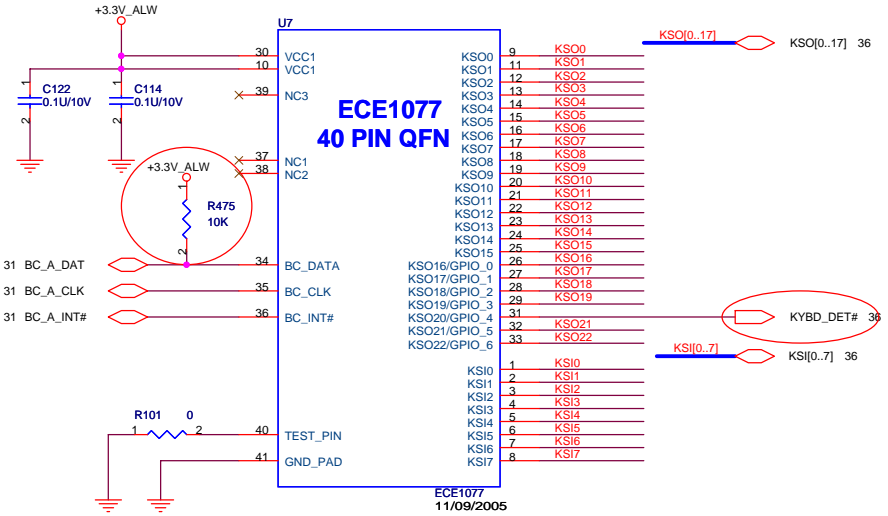 +3.3V_ALW
U7
KSO[0..17]
KSO[0..17] 36
30 VCC1
10 VCC1
39 NC3
37 NC1
38 NC2
1
C122
0.1U/10V
2
1
C114
0.1U/10V
2
+3.3V_ALW
1
R475
10K
2
ECE1077
40 PIN QFN
31 BC_A_DAT 34 BC_DATA
31 BC_A_CLK 35 BC_CLK
31 BC_A_INT# 36 BC_INT#
R101 0
1 2 40 TEST_PIN
41 GND_PAD
KSO0 9 KSO0
KSO1 11 KSO1
KSO2 12 KSO2
KSO3 13 KSO3
KSO4 14 KSO4
KSO5 15 KSO5
KSO6 16 KSO6
KSO7 17 KSO7
KSO8 18 KSO8
KSO9 19 KSO9
KSO10 20 KSO10
KSO11 21 KSO11
KSO12 22 KSO12
KSO13 23 KSO13
KSO14 24 KSO14
KSO15 25 KSO15
KSO16/GPIO_0 26 KSO16
KSO17/GPIO_1 27 KSO17
KSO18/GPIO_2 28 KSO18
KSO19/GPIO_3 29 KSO19
KSO20/GPIO_4 31 KYBD_DET# 36
KSO21/GPIO_5 32 KSO21
KSO22/GPIO_6 33 KSO22
KSI[0..7]
KSI[0..7] 36
KSI0 1 KSI0
KSI1 2 KSI1
KSI2 3 KSI2
KSI3 4 KSI3
KSI4 5 KSI4
KSI5 6 KSI5
KSI6 7 KSI6
KSI7 8 KSI7
ECE1077
11/09/2005